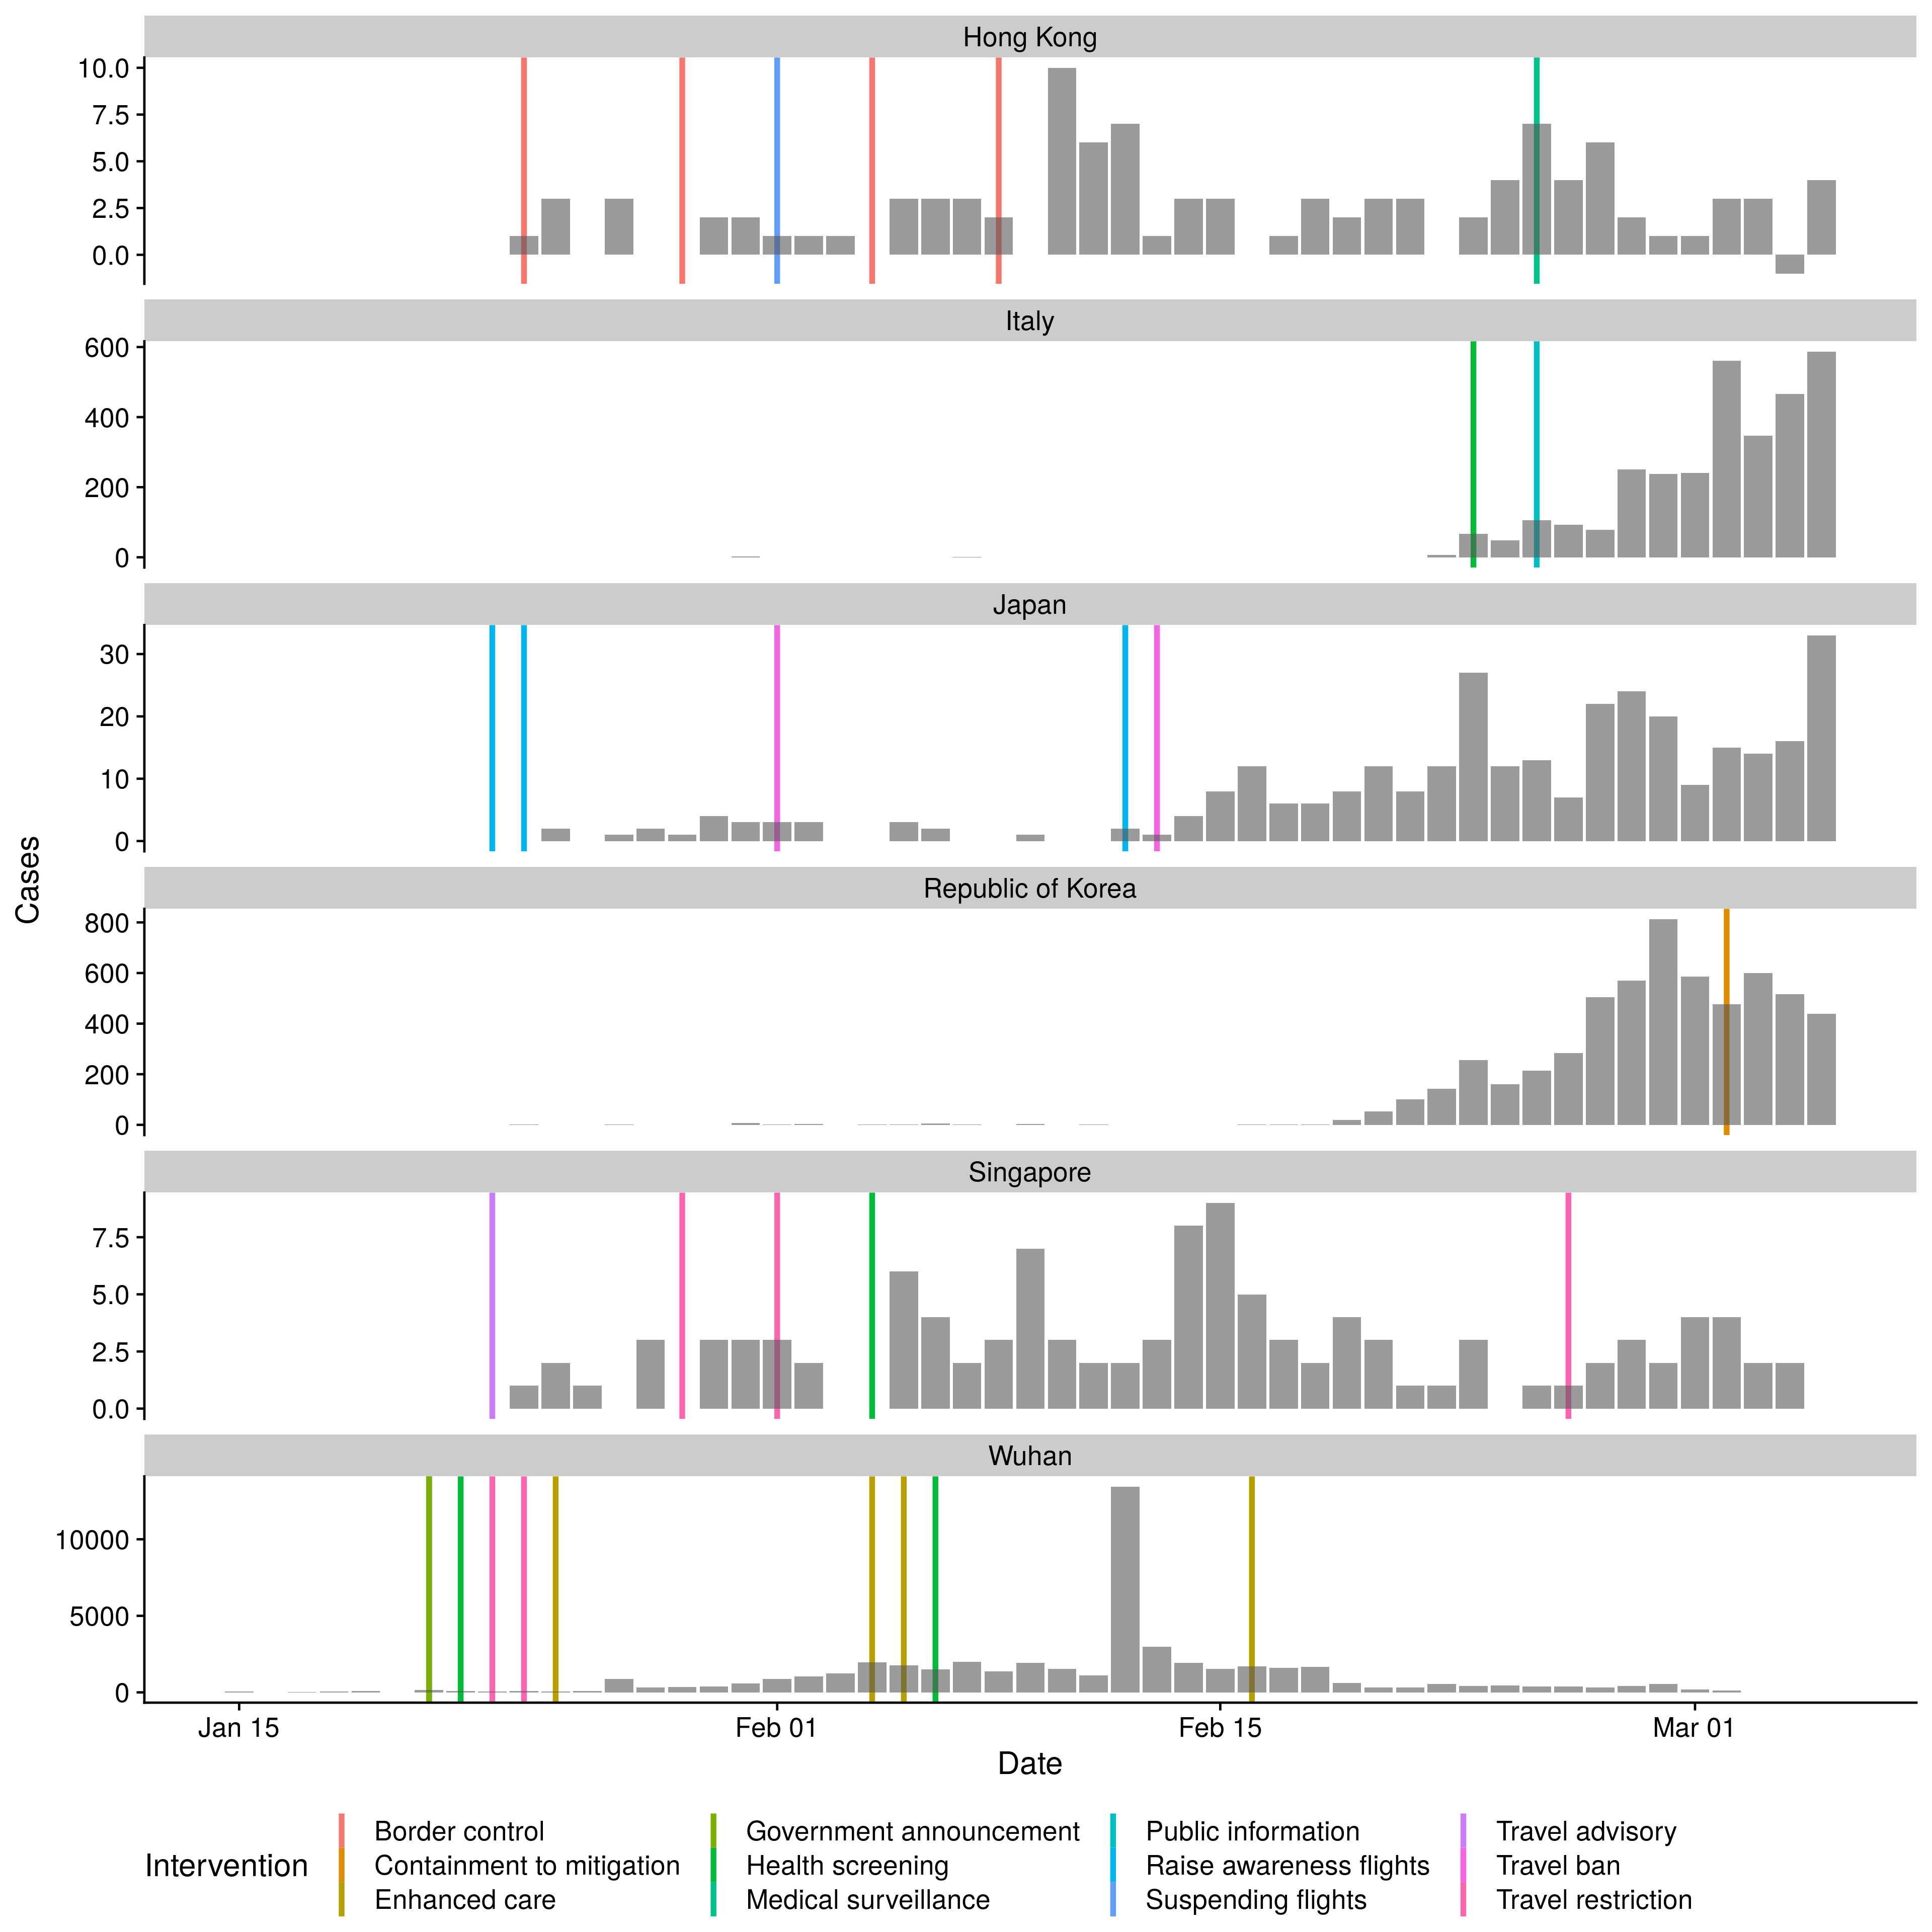 Hong Kong
10.0
7.5
5.0
2.5
0.0
Italy
600
400
200
0
Japan
30
20
10
0
Cases
Republic of Korea
800
600
400
200
0
Singapore
7.5
5.0
2.5
0.0
Wuhan
10000
5000
0
Jan 15 Feb 01 Feb 15 Mar 01
Date
Intervention
Border control
Containment to mitigation
Enhanced care
Government announcement
Health screening
Medical surveillance
Public information
Raise awareness flights
Suspending flights
Travel advisory
Travel ban
Travel restriction